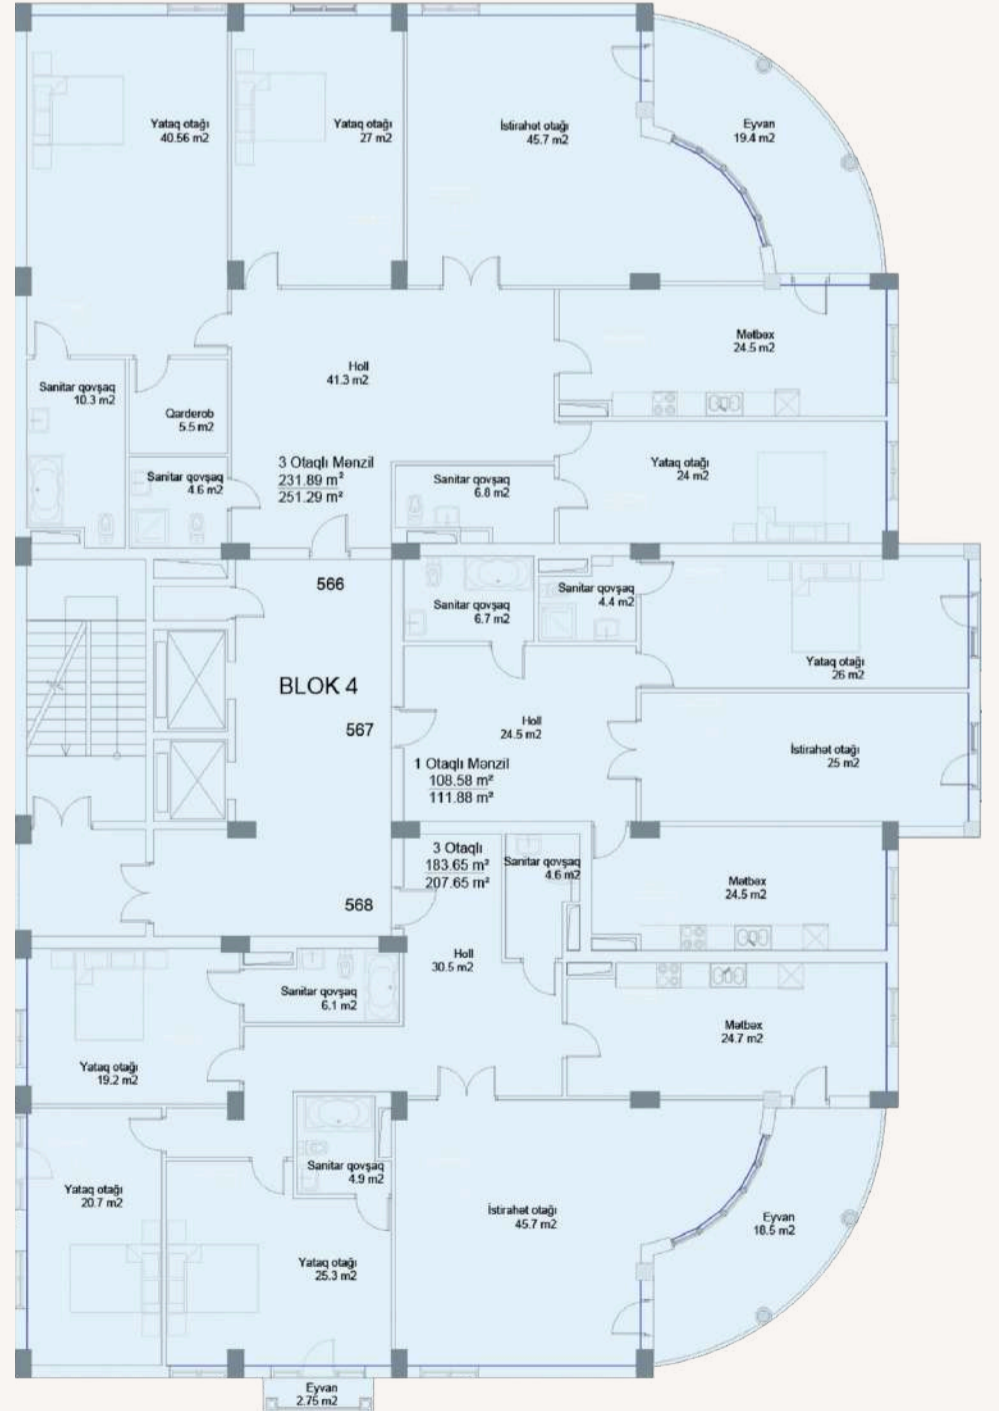 Yataq otağı
40.56 m2
Yataq otağı
27 m2
İstirahət otağı
45.7 m2
Eyvan
19.4 m2
Mətbəx
24.5 m2
Holl
41.3 m2
Sanitar qovşaq
10.3 m2
Qarderob
5.5 m2
3 Otaqlı Mənzil
231.89 m²
251.29 m²
Sanitar qovşaq
4.6 m2
Sanitar qovşaq
6.8 m2
Yataq otağı
24 m2
566
Sanitar qovşaq
6.7 m2
Sanitar qovşaq
4.4 m2
Yataq otağı
26 m2
BLOK 4
567
Holl
24.5 m2
İstirahət otağı
25 m2
1 Otaqlı Mənzil
108.58 m²
111.88 m²
3 Otaqlı
183.65 m²
207.65 m²
Sanitar qovşaq
4.6 m2
Mətbəx
24.5 m2
568
Holl
30.5 m2
Sanitar qovşaq
6.1 m2
Mətbəx
24.7 m2
Yataq otağı
19.2 m2
Sanitar qovşaq
4.9 m2
Yataq otağı
20.7 m2
İstirahət otağı
45.7 m2
Eyvan
18.5 m2
Yataq otağı
25.3 m2
Eyvan
2.75 m2